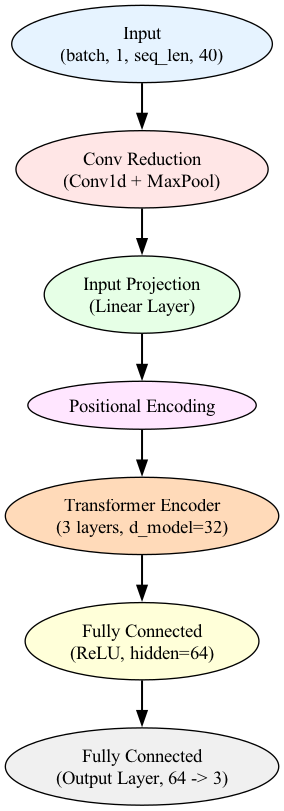 Input
(batch, 1, seq_len, 40)
Conv Reduction
(Conv1d + MaxPool)
Input Projection
(Linear Layer)
Positional Encoding
Transformer Encoder
(3 layers, d_model=32)
Fully Connected
(ReLU, hidden=64)
Fully Connected
(Output Layer, 64 -> 3)